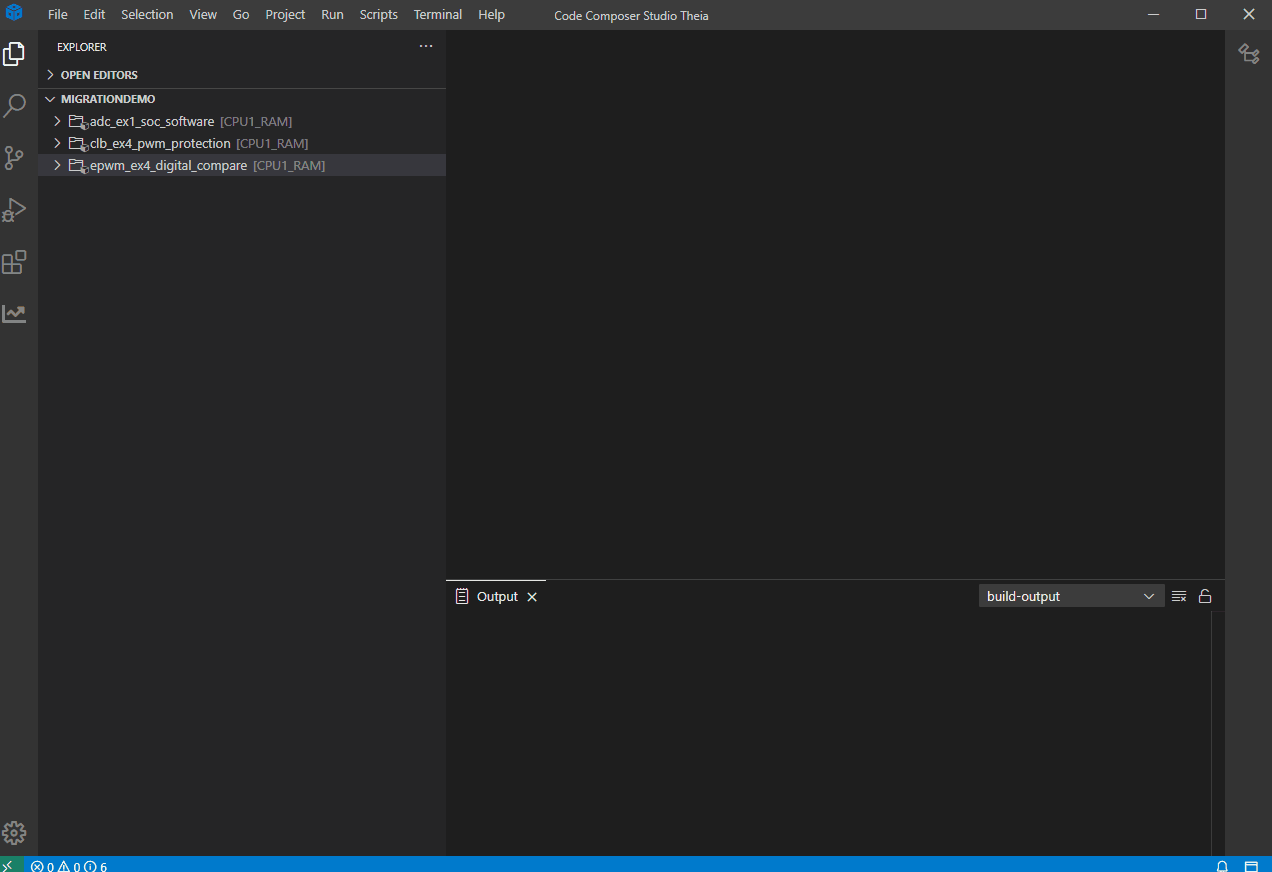 File Edit Selection View Go Project Run Scripts Terminal Help Code Composer Studio Theia
EXPLORER
OPEN EDITORS
MIGRATIONDEMO
adc_ex1_soc_software [CPU1_RAM]
clb_ex4_pwm_protection [CPU1_RAM]
epwm_ex4_digital_compare [CPU1_RAM]
Output build-output
0 0 6